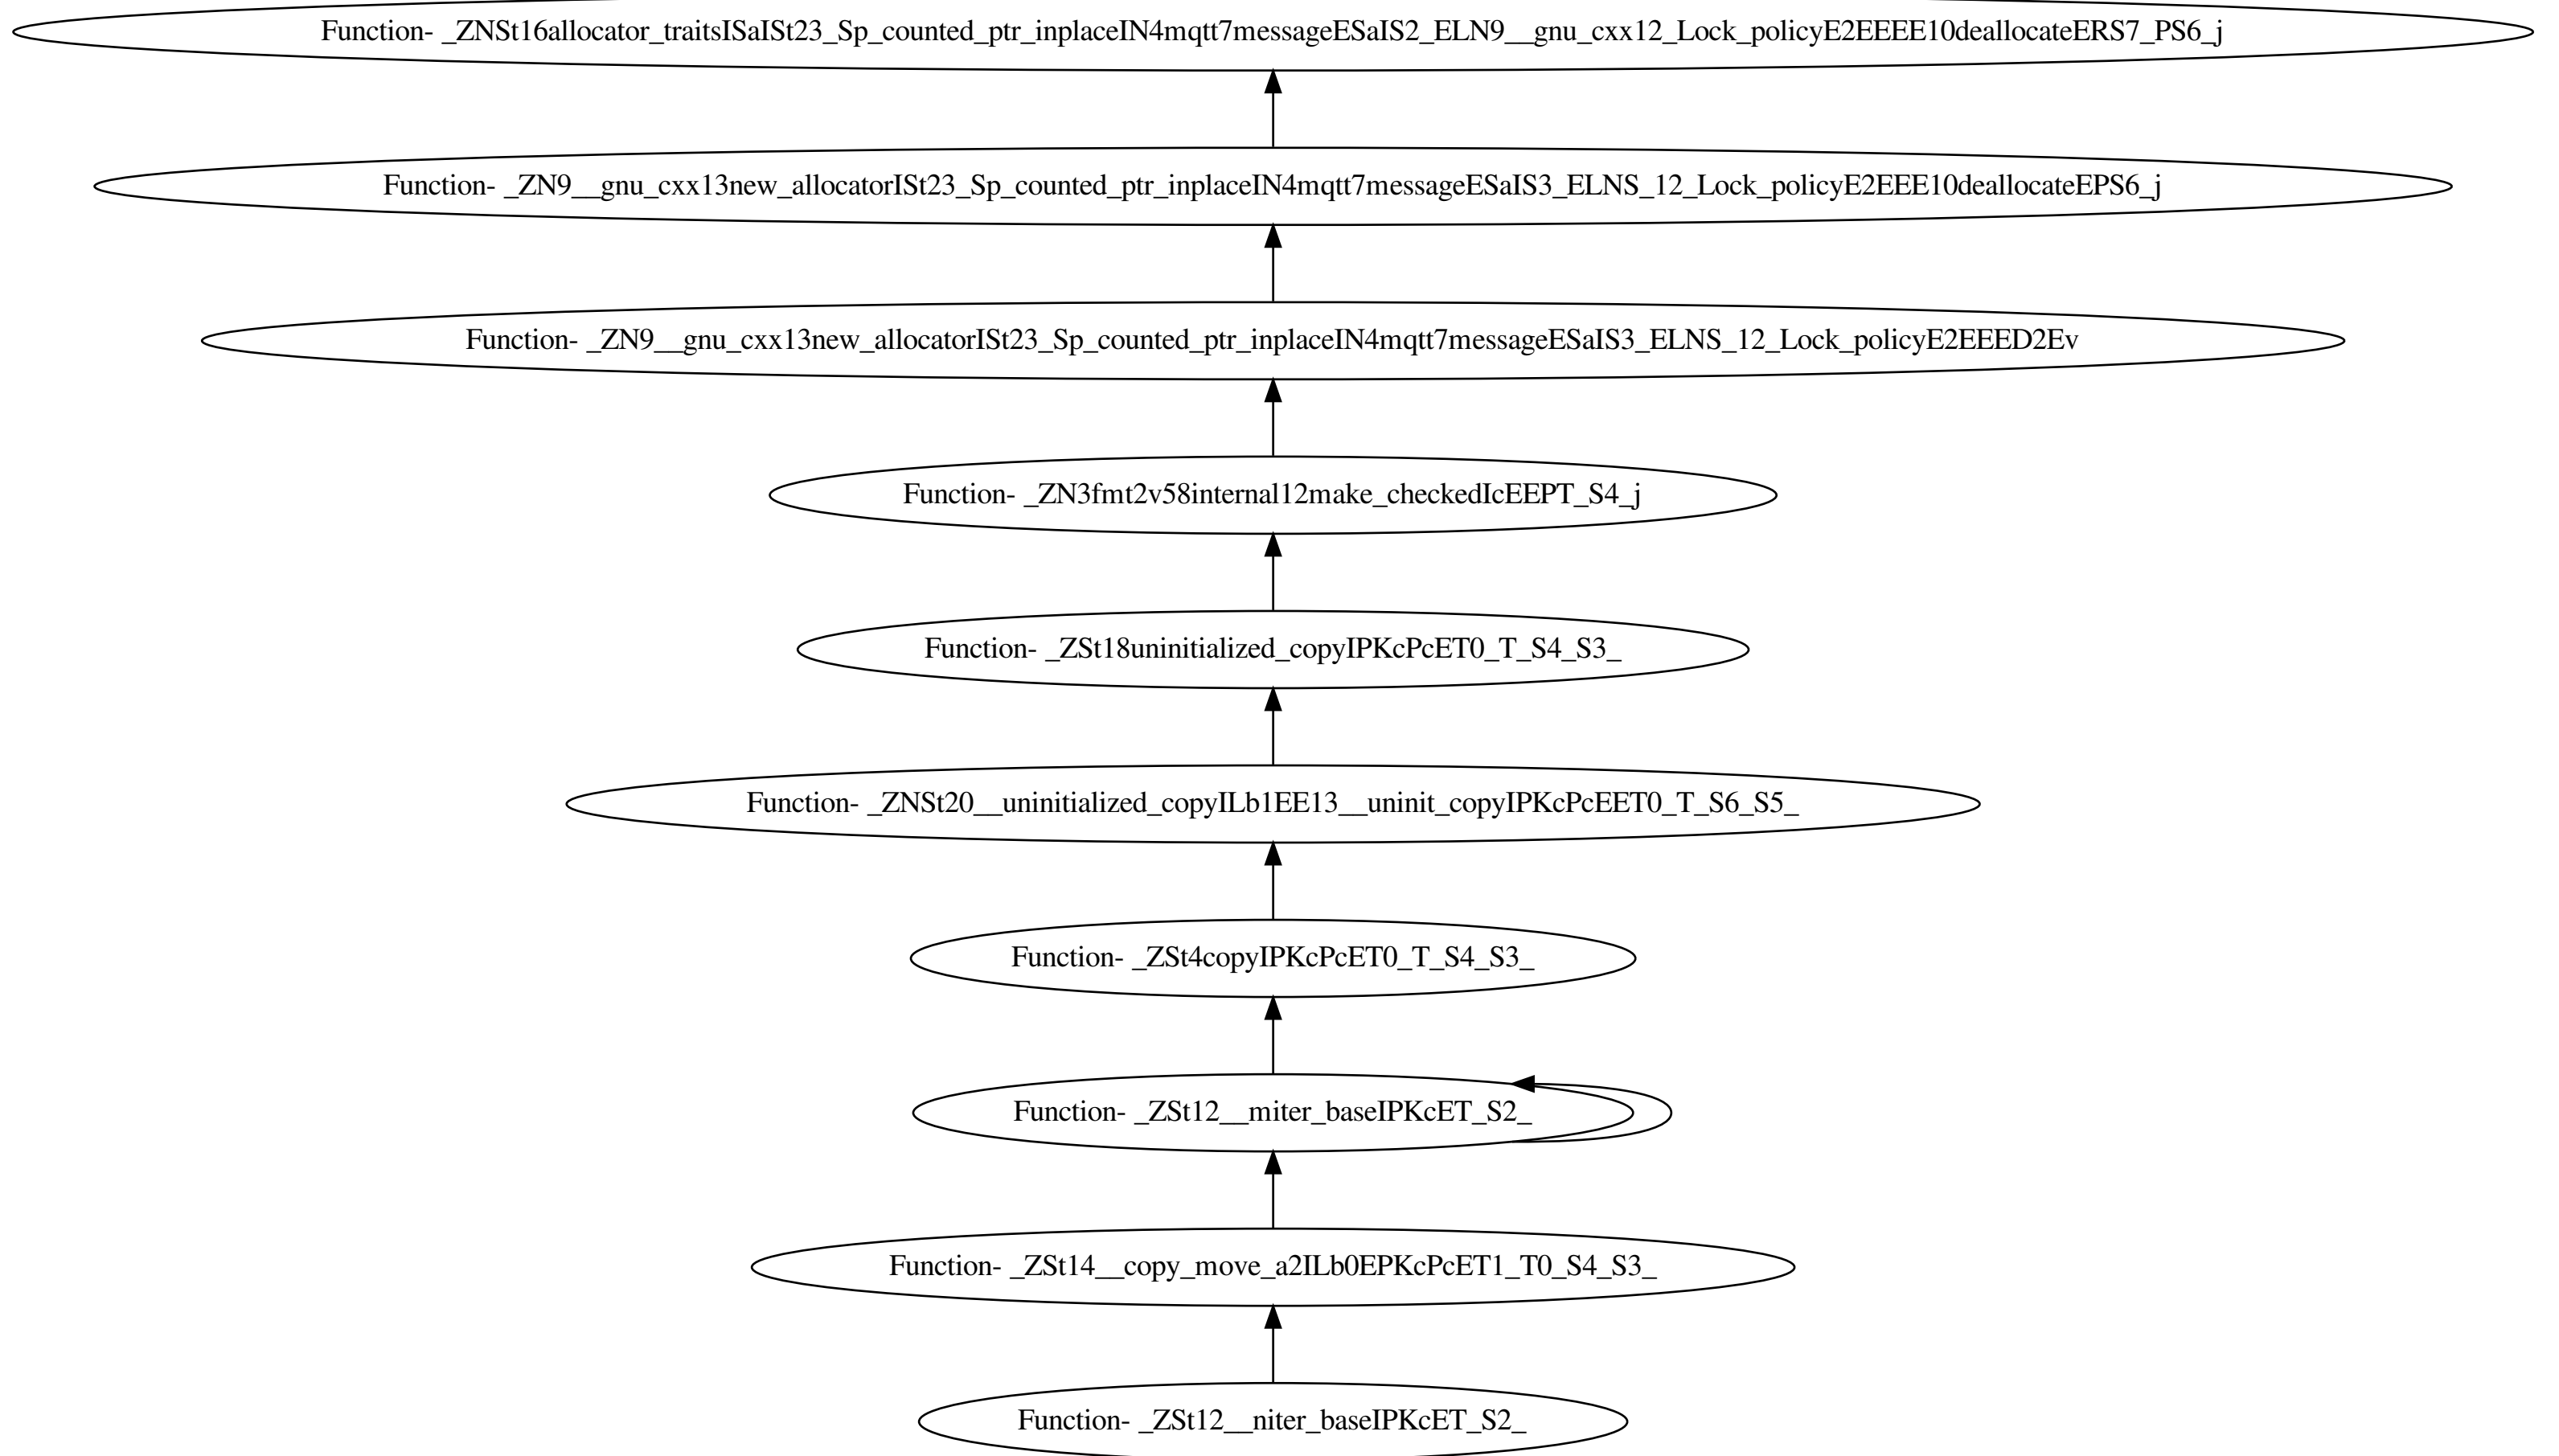 Function- _ZNSt16allocator_traitsISaISt23_Sp_counted_ptr_inplaceIN4mqtt7messageESaIS2_ELN9__gnu_cxx12_Lock_policyE2EEEE10deallocateERS7_PS6_j
Function- _ZN9__gnu_cxx13new_allocatorISt23_Sp_counted_ptr_inplaceIN4mqtt7messageESaIS3_ELNS_12_Lock_policyE2EEE10deallocateEPS6_j
Function- _ZN9__gnu_cxx13new_allocatorISt23_Sp_counted_ptr_inplaceIN4mqtt7messageESaIS3_ELNS_12_Lock_policyE2EEED2Ev
Function- _ZN3fmt2v58internal12make_checkedIcEEPT_S4_j
Function- _ZSt18uninitialized_copyIPKcPcET0_T_S4_S3_
Function- _ZNSt20__uninitialized_copyILb1EE13__uninit_copyIPKcPcEET0_T_S6_S5_
Function- _ZSt4copyIPKcPcET0_T_S4_S3_
Function- _ZSt12__miter_baseIPKcET_S2_
Function- _ZSt14__copy_move_a2ILb0EPKcPcET1_T0_S4_S3_
Function- _ZSt12__niter_baseIPKcET_S2_